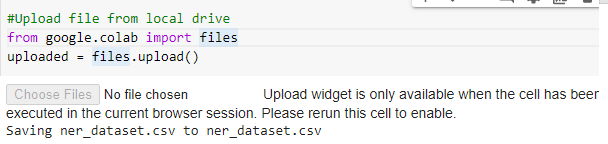 #Upload file from local drive
from google.colab import files
uploaded = files.upload()
Choose Files No file chosen Upload widget is only available when the cell has been
executed in the current browser session. Please rerun this cell to enable.
Saving ner_dataset.csv to ner_dataset.csv